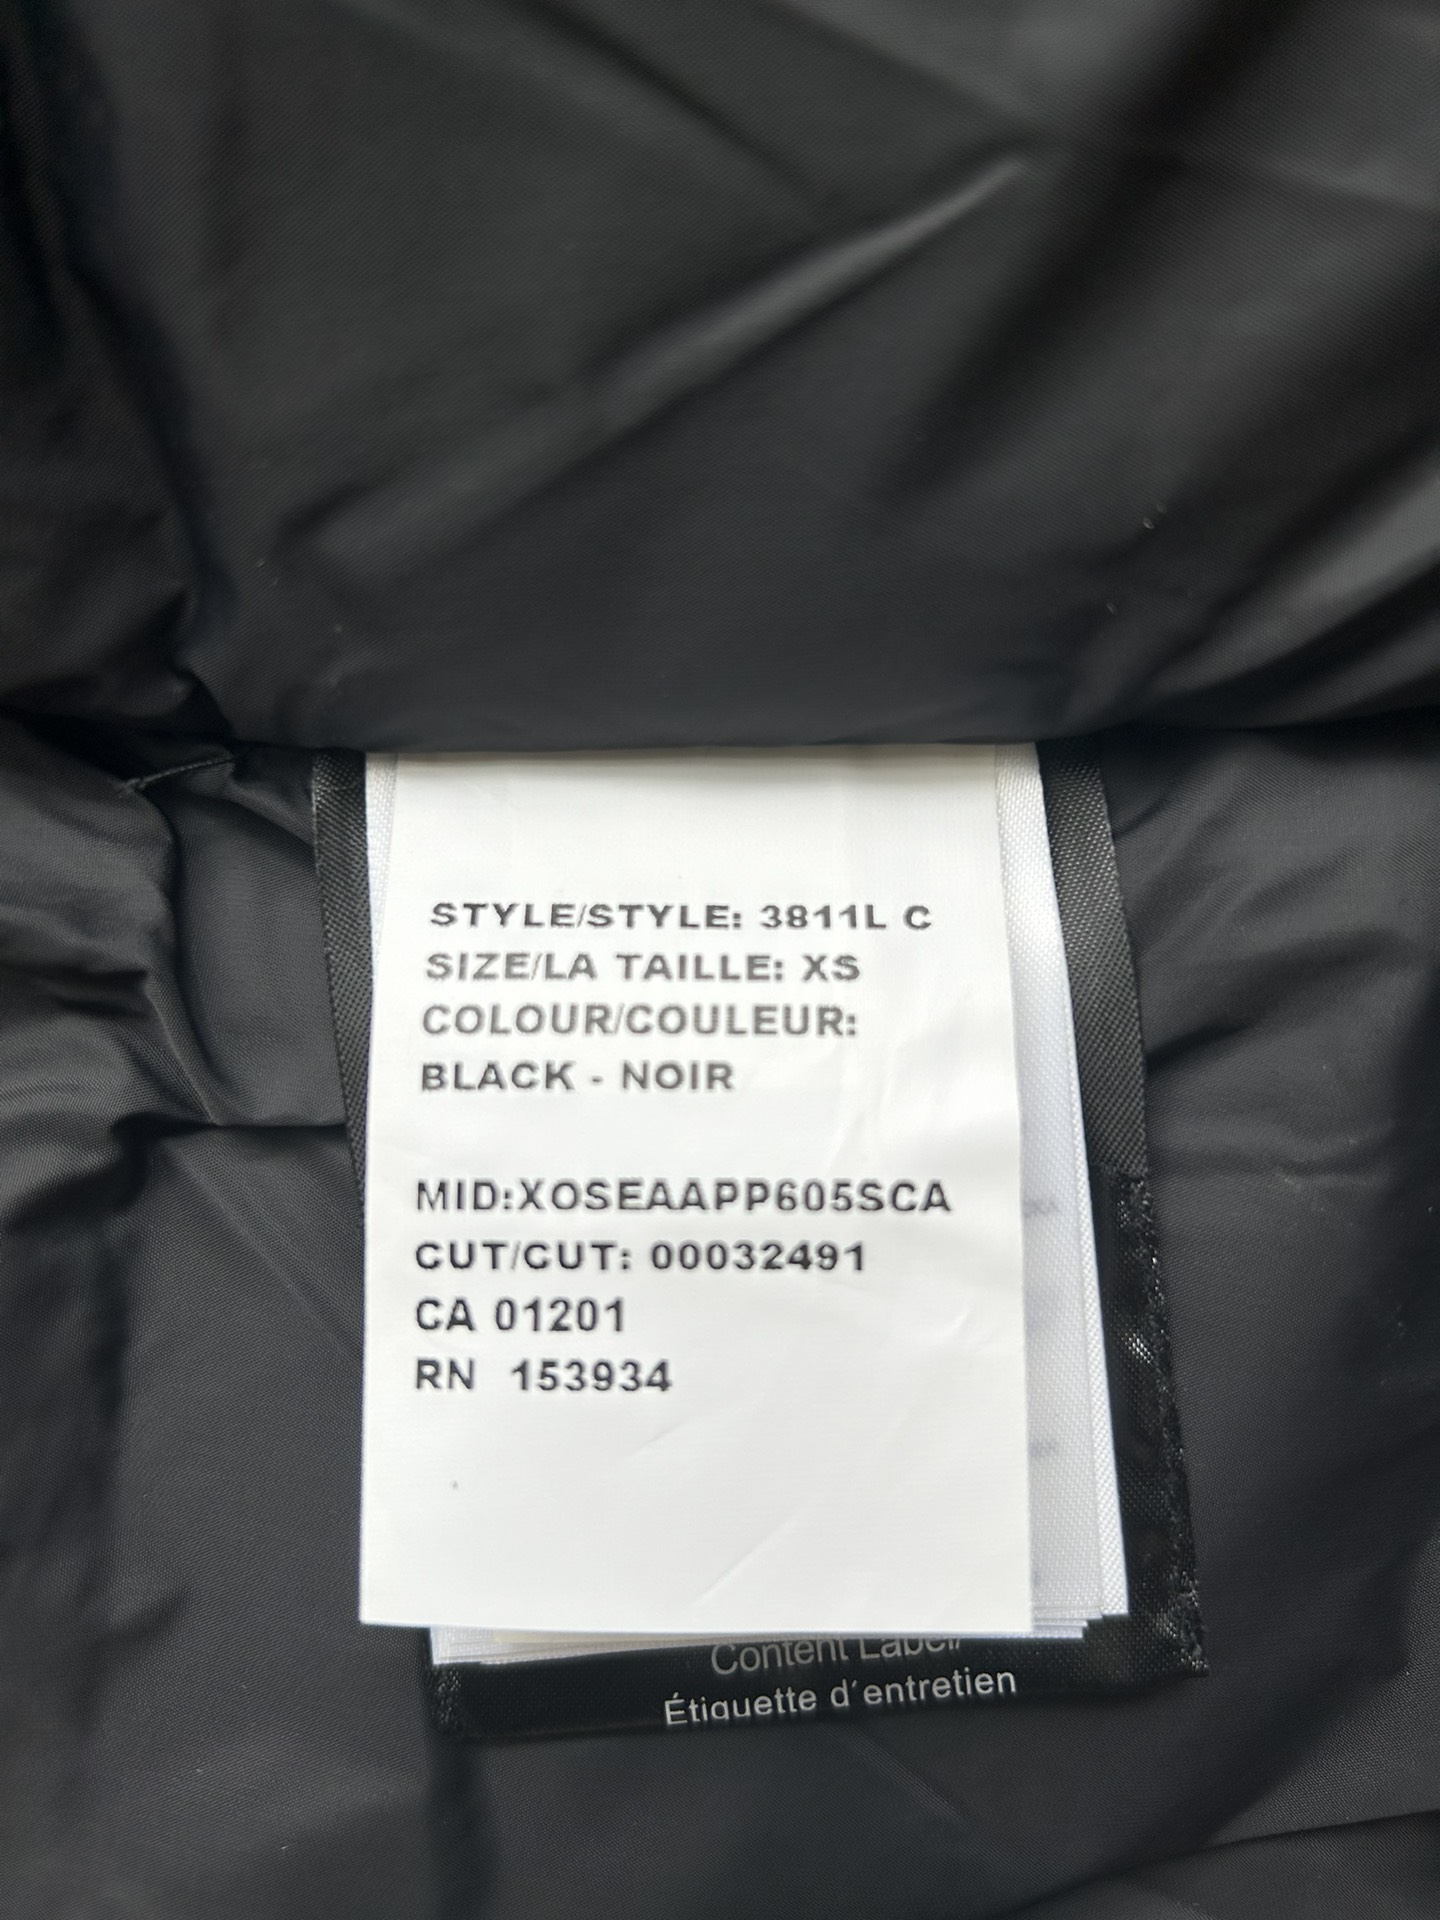 STYLE/STYLE: 3811L C
SIZE/LA TAILLE: XS
COLOUR/COULEUR:
BLACK - NOIR
MID:XOSEAAPP605SCA
CUT/CUT: 00032491
CA 01201
RN 153934
Content Label/
Étiquette d'entretien